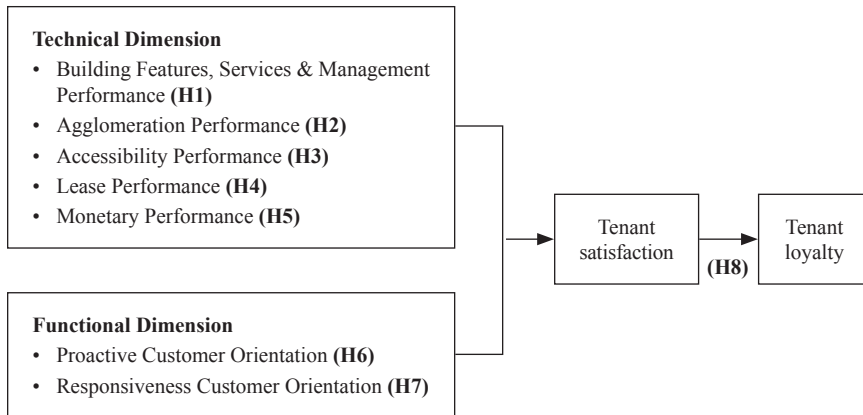 Technical Dimension
• Building Features, Services & Management
Performance (H1)
• Agglomeration Performance (H2)
• Accessibility Performance (H3)
• Lease Performance (H4)
• Monetary Performance (H5)
Functional Dimension
• Proactive Customer Orientation (H6)
• Responsiveness Customer Orientation (H7)
Tenant
satisfaction
(H8)
Tenant
loyalty